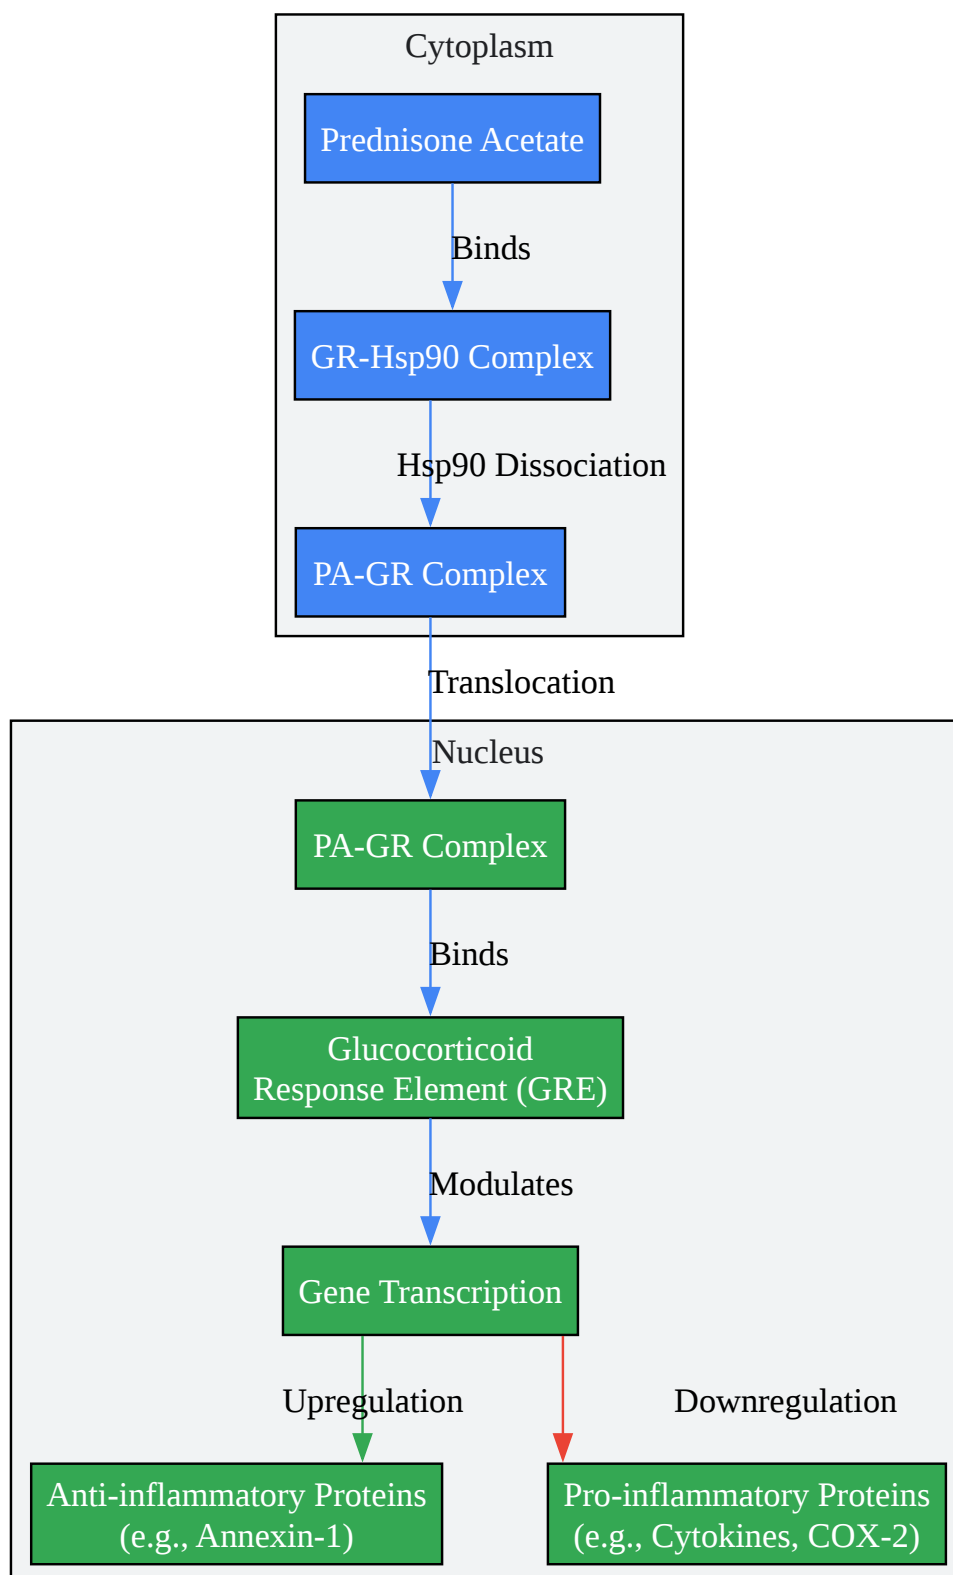 Cytoplasm
Prednisone Acetate
Binds
GR-Hsp90 Complex
Hsp90 Dissociation
PA-GR Complex
Translocation
Nucleus
PA-GR Complex
Binds
Glucocorticoid
Response Element (GRE)
Modulates
Gene Transcription
Upregulation
Downregulation
Anti-inflammatory Proteins
(e.g., Annexin-1)
Pro-inflammatory Proteins
(e.g., Cytokines, COX-2)